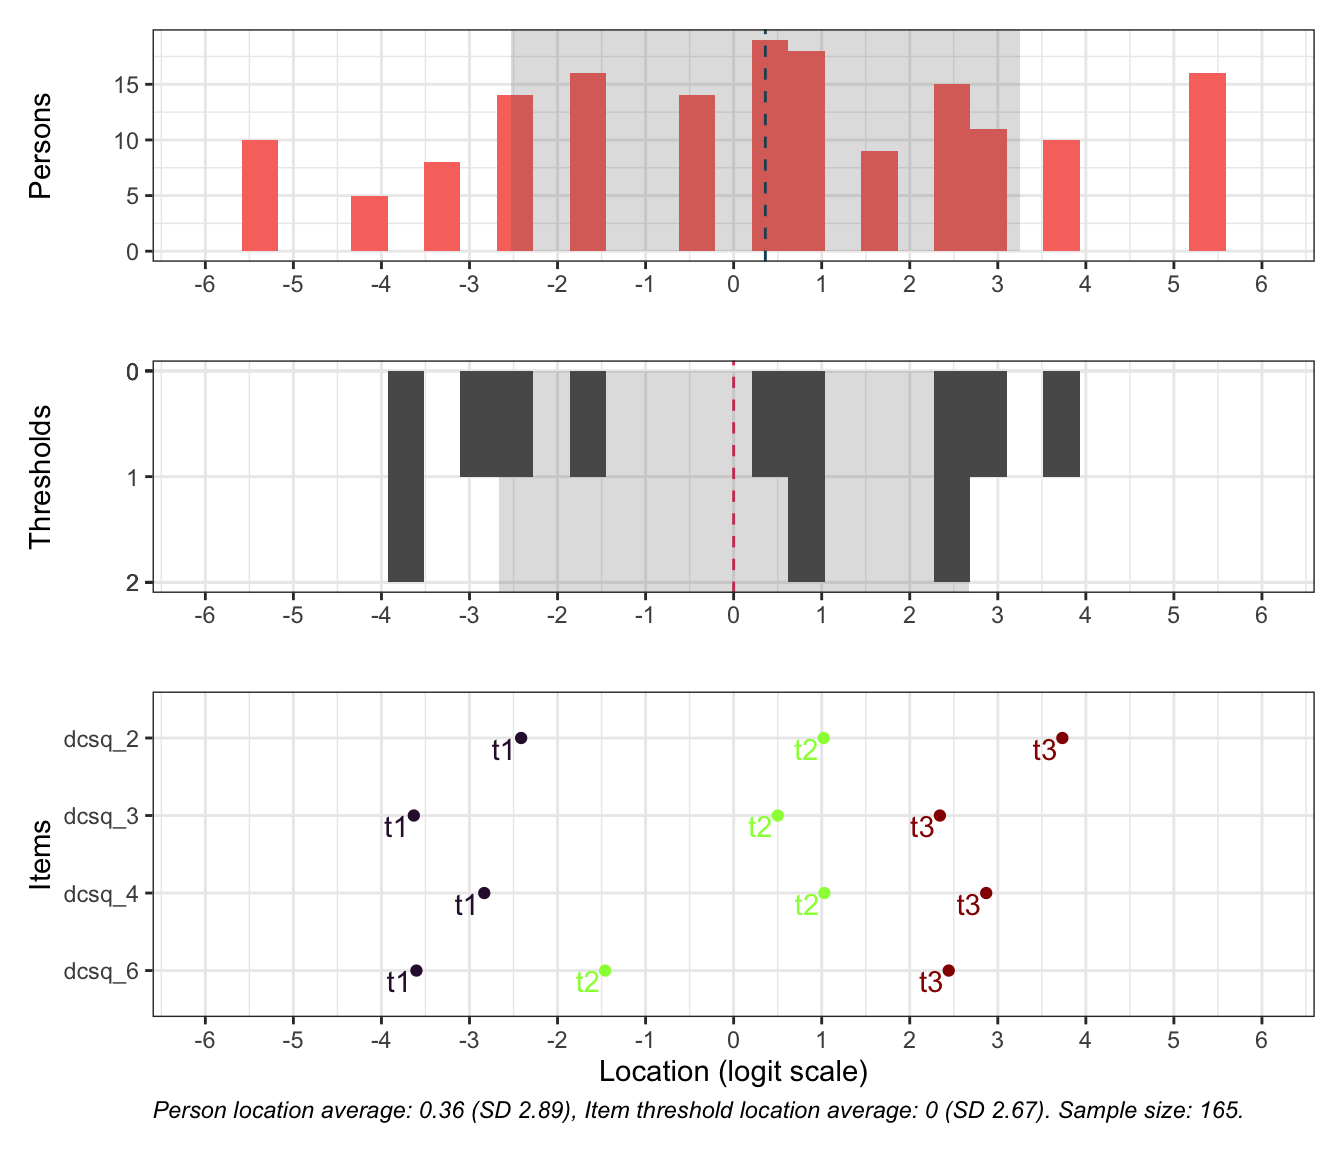 Persons
15
10
5
0
-6 -5 -4 -3 -2 -1 0 1 2 3 4 5 6
Thresholds
0
1
2
-6 -5 -4 -3 -2 -1 0 1 2 3 4 5 6
Items
dcsq_2 t1 t2 t3
dcsq_3 t1 t2 t3
dcsq_4 t1 t2 t3
dcsq_6 t1 t2 t3
-6 -5 -4 -3 -2 -1 0 1 2 3 4 5 6
Location (logit scale)
Person location average: 0.36 (SD 2.89), Item threshold location average: 0 (SD 2.67). Sample size: 165.